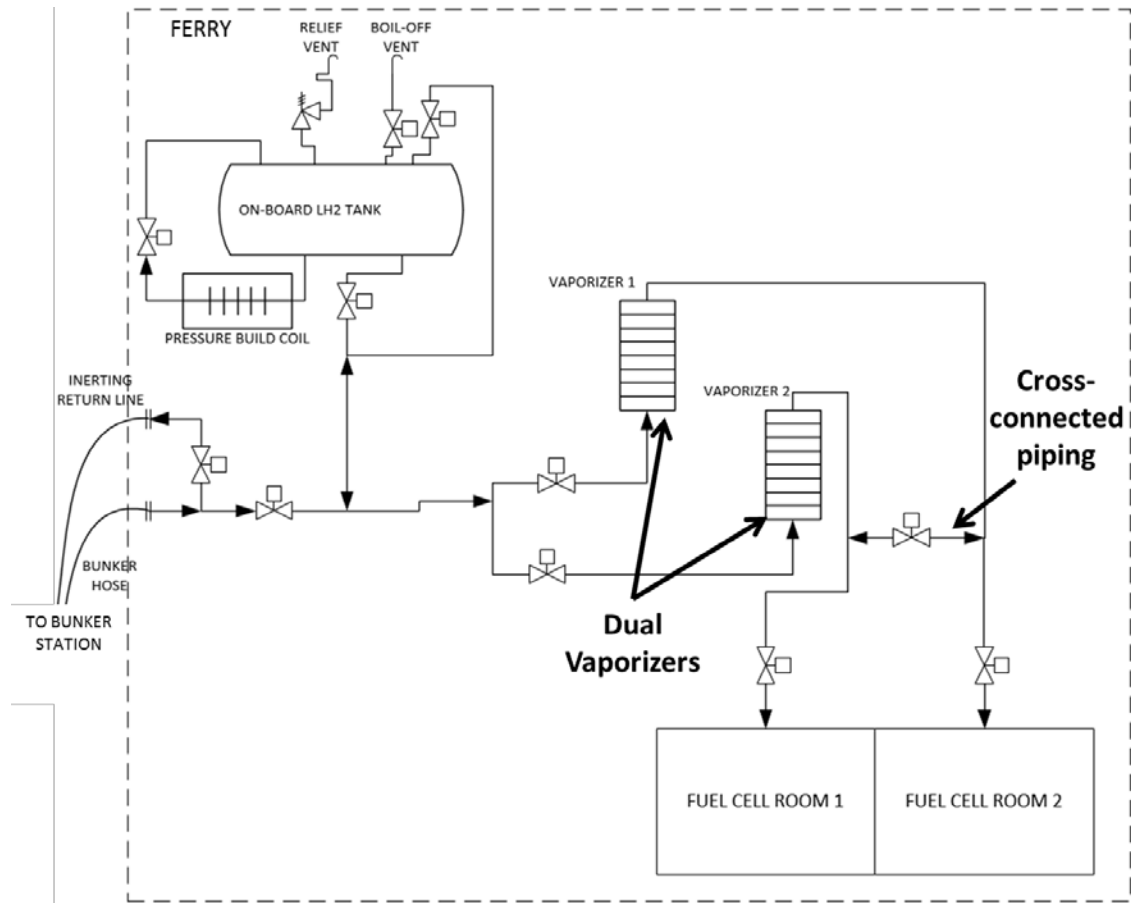 FERRY
RELIEF
VENT
BOIL-OFF
VENT
ON-BOARD LH2 TANK
PRESSURE BUILD COIL
INERTING
RETURN LINE
BUNKER
HOSE
TO BUNKER
STATION
VAPORIZER 1
VAPORIZER 2
Cross-
connected
piping
Dual
Vaporizers
FUEL CELL ROOM 1
FUEL CELL ROOM 2